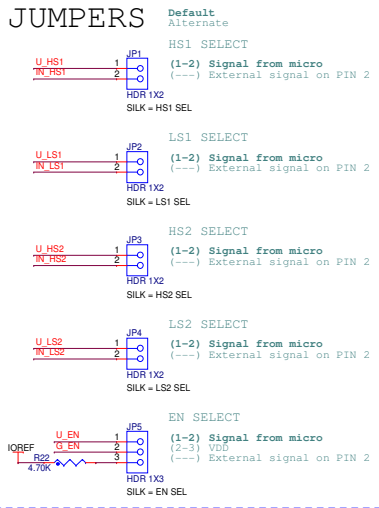 JUMPERS Default
Alternate
HS1 SELECT
JP1
U_HS1 1 (1-2) Signal from micro
IN_HS1 2 (---) External signal on PIN 2
HDR 1X2
SILK = HS1 SEL
LS1 SELECT
JP2
U_LS1 1 (1-2) Signal from micro
IN_LS1 2 (---) External signal on PIN 2
HDR 1X2
SILK = LS1 SEL
HS2 SELECT
JP3
U_HS2 1 (1-2) Signal from micro
IN_HS2 2 (---) External signal on PIN 2
HDR 1X2
SILK = HS2 SEL
LS2 SELECT
JP4
U_LS2 1 (1-2) Signal from micro
IN_LS2 2 (---) External signal on PIN 2
HDR 1X2
SILK = LS2 SEL
EN SELECT
JP5
U_EN 1 (1-2) Signal from micro
IOREF G_EN 2 (2-3) VDD
R22 3 (---) External signal on PIN 2
4.70K
HDR 1X3
SILK = EN SEL